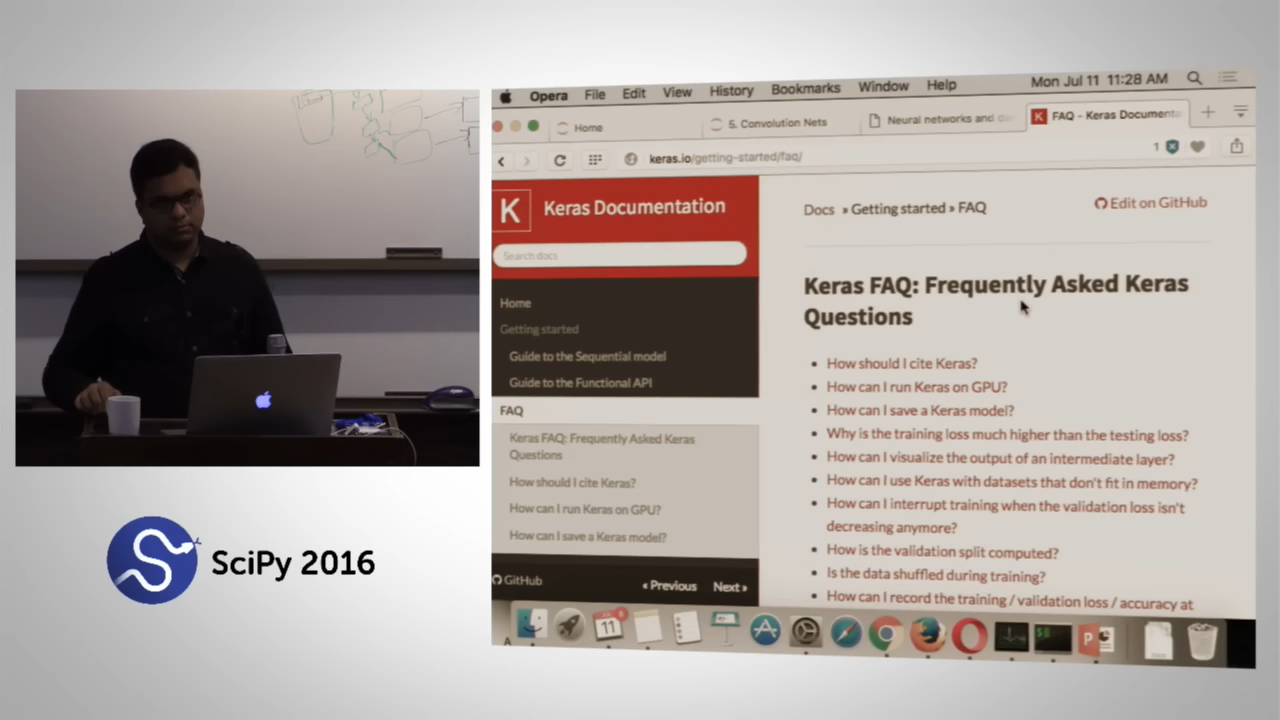 Opera File Edit View History Bookmarks Window Help Mon Jul 11 11:28 AM
Home
5. Convolution Nets
Neural networks and
FAQ - Keras Documenta
keras.io/getting-started/faq/
1
K
Keras Documentation
Search docs
Home
Getting started
Guide to the Sequential model
Guide to the Functional API
FAQ
Keras FAQ: Frequently Asked Keras
Questions
How should I cite Keras?
How can I run Keras on GPU?
How can I save a Keras model?
GitHub
« Previous Next »
Docs » Getting started » FAQ
Edit on GitHub
Keras FAQ: Frequently Asked Keras
Questions
How should I cite Keras?
How can I run Keras on GPU?
How can I save a Keras model?
Why is the training loss much higher than the testing loss?
How can I visualize the output of an intermediate layer?
How can I use Keras with datasets that don't fit in memory?
How can I interrupt training when the validation loss isn't
decreasing anymore?
How is the validation split computed?
Is the data shuffled during training?
How can I record the training / validation loss / accuracy at
11
SciPy 2016